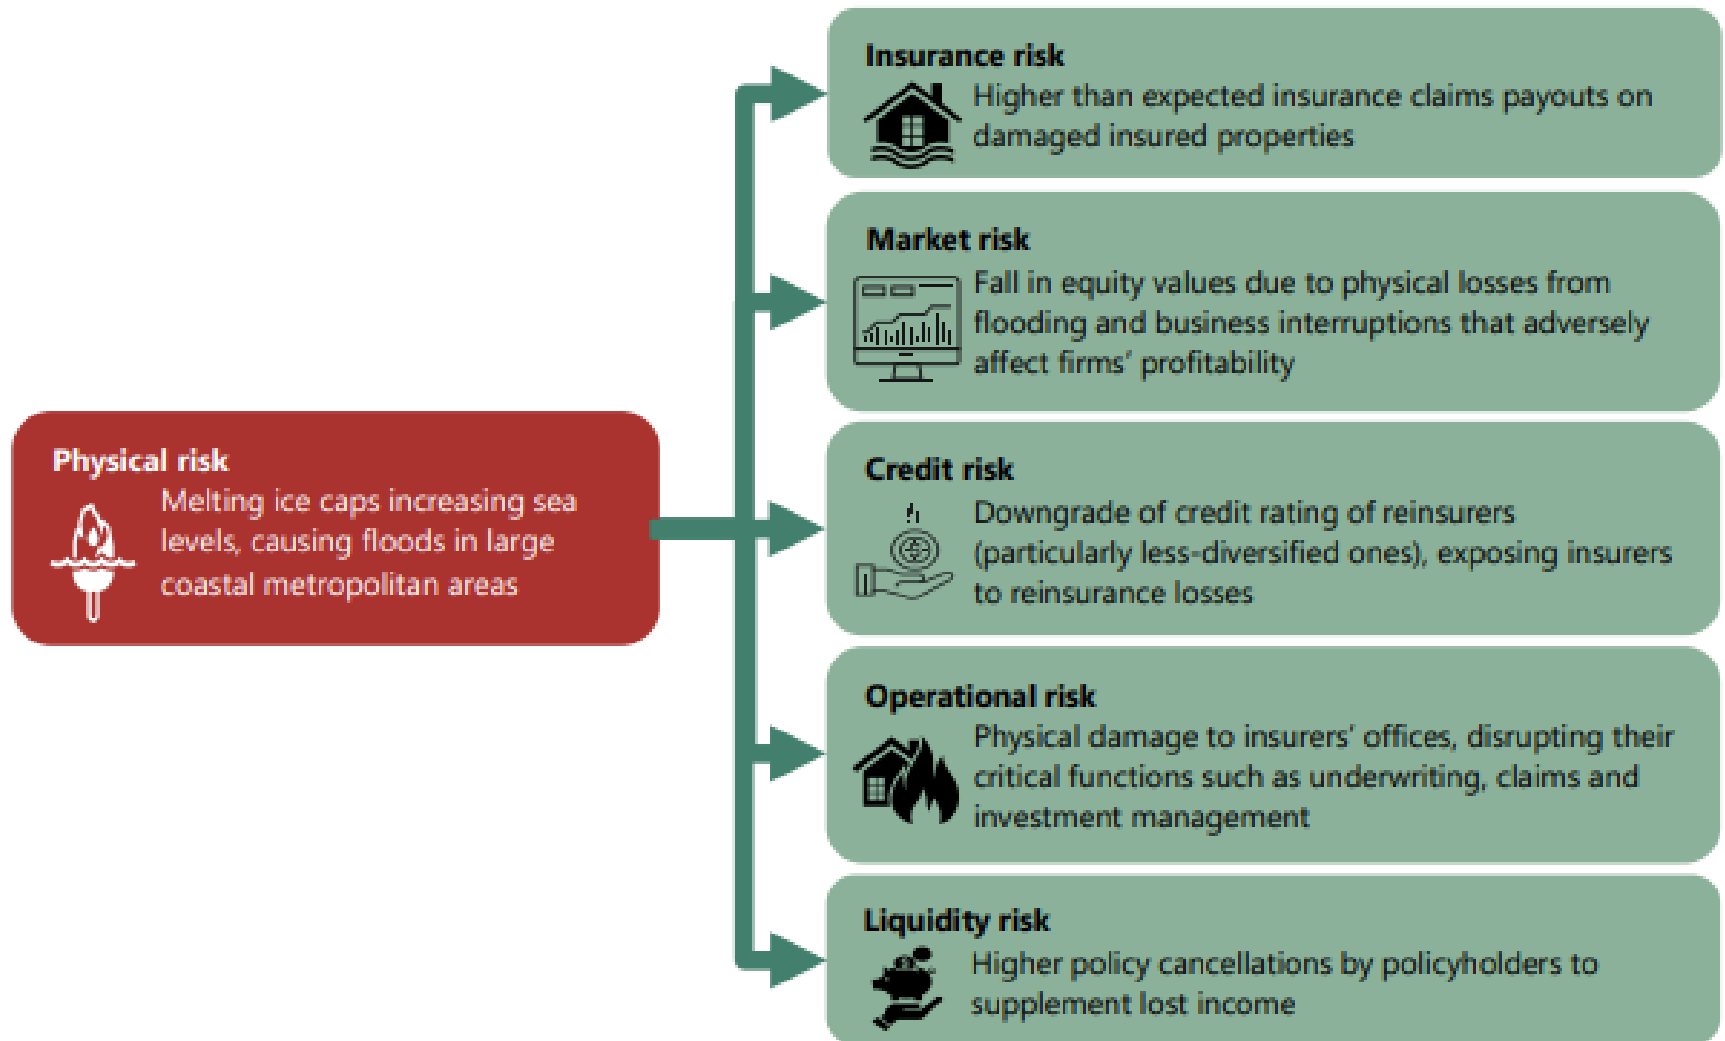 Insurance risk
Higher than expected insurance claims payouts on
damaged insured properties
Market risk
Fall in equity values due to physical losses from
flooding and business interruptions that adversely
affect firms' profitability
Physical risk
Melting ice caps increasing sea
levels, causing floods in large
coastal metropolitan areas
Credit risk
Downgrade of credit rating of reinsurers
(particularly less-diversified ones), exposing insurers
to reinsurance losses
Operational risk
Physical damage to insurers' offices, disrupting their
critical functions such as underwriting, claims and
investment management
Liquidity risk
Higher policy cancellations by policyholders to
supplement lost income